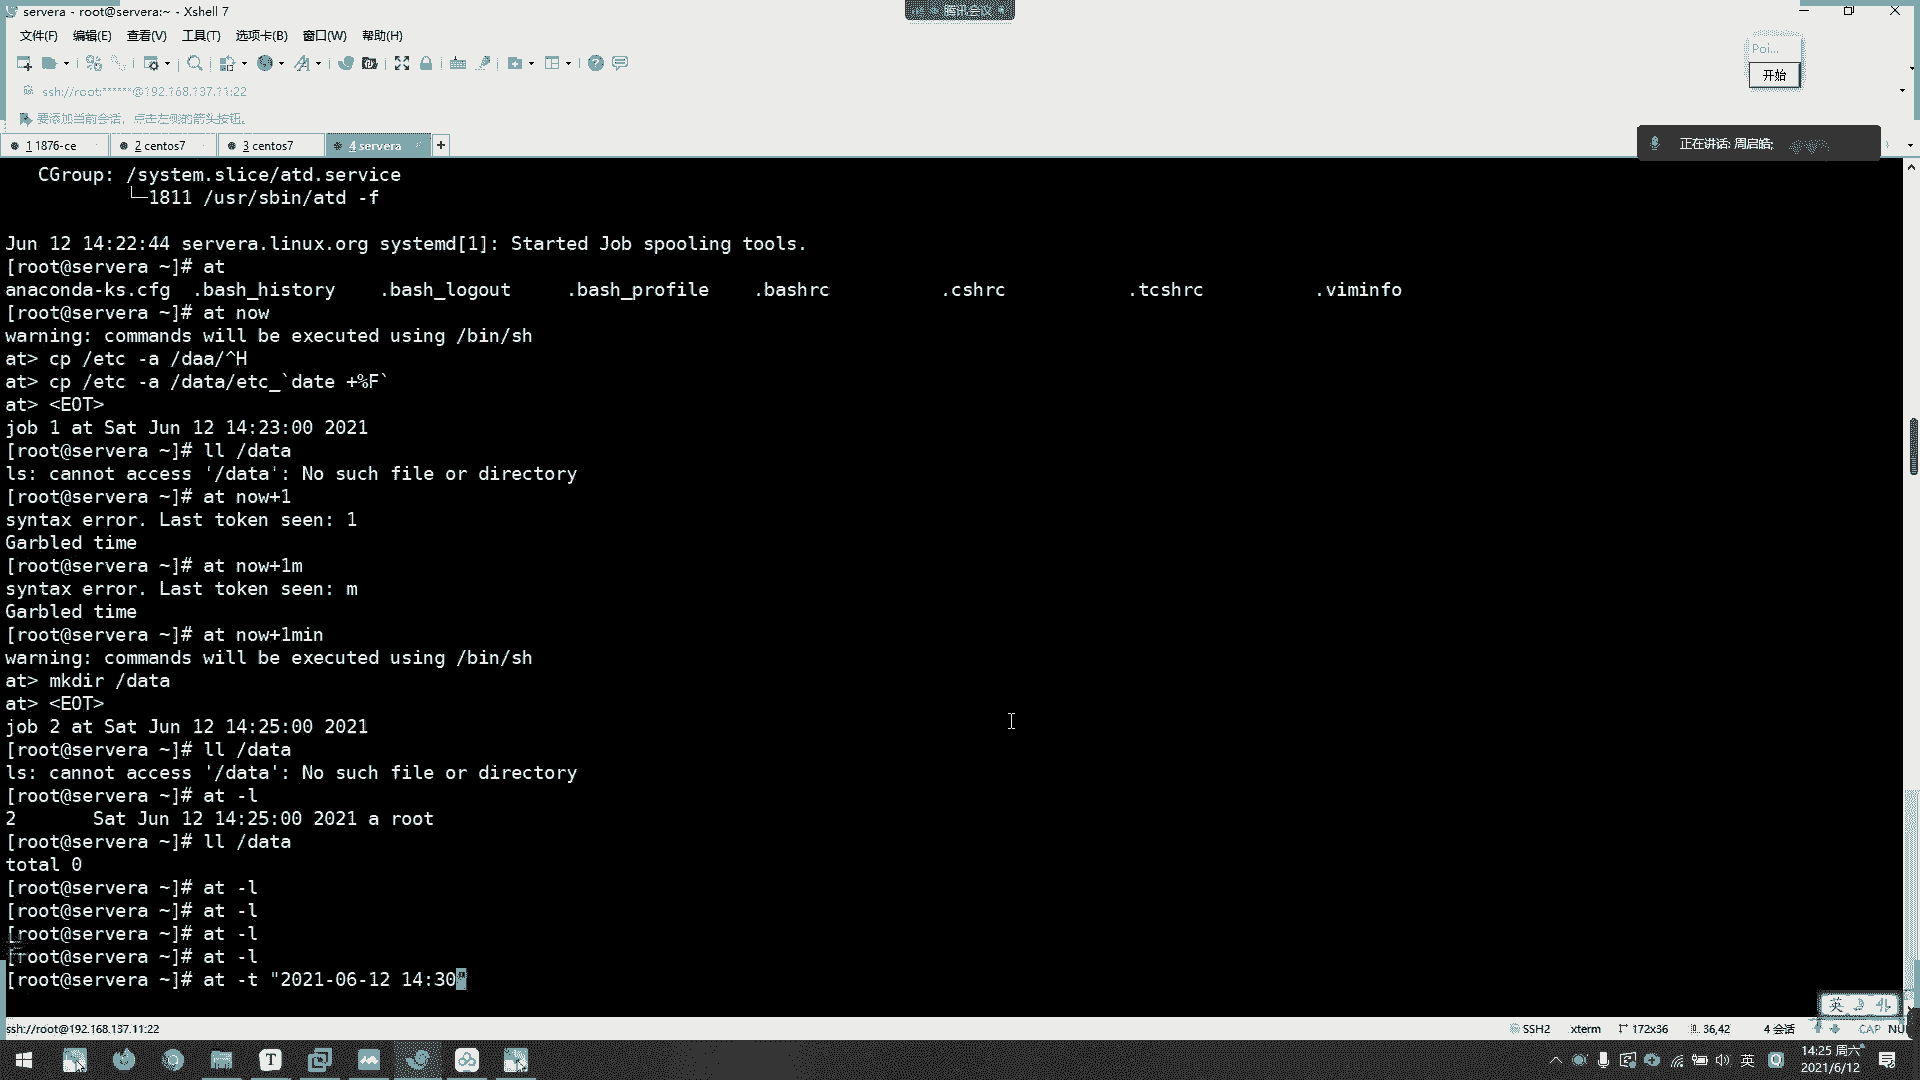 servera - root@servera:~ - Xshell 7
腾讯会议
文件(F) 编辑(E) 查看(V) 工具(T) 选项卡(B) 窗口(W) 帮助(H)
Poi...
开始
ssh://root:******@192.168.137.11:22
要添加当前会话，点击左侧的箭头按钮。
1 1876-ce 2 centos7 3 centos7 4 servera +
正在讲话: 周启皓;
CGroup: /system.slice/atd.service
└─1811 /usr/sbin/atd -f
Jun 12 14:22:44 servera.linux.org systemd[1]: Started Job spooling tools.
[root@servera ~]# at
anaconda-ks.cfg .bash_history .bash_logout .bash_profile .bashrc .cshrc .tcshrc .viminfo
[root@servera ~]# at now
warning: commands will be executed using /bin/sh
at> cp /etc -a /daa/^H
at> cp /etc -a /data/etc_`date +%F`
at> <EOT>
job 1 at Sat Jun 12 14:23:00 2021
[root@servera ~]# ll /data
ls: cannot access '/data': No such file or directory
[root@servera ~]# at now+1
syntax error. Last token seen: 1
Garbled time
[root@servera ~]# at now+1m
syntax error. Last token seen: m
Garbled time
[root@servera ~]# at now+1min
warning: commands will be executed using /bin/sh
at> mkdir /data
at> <EOT>
job 2 at Sat Jun 12 14:25:00 2021
[root@servera ~]# ll /data
ls: cannot access '/data': No such file or directory
[root@servera ~]# at -l
2 Sat Jun 12 14:25:00 2021 a root
[root@servera ~]# ll /data
total 0
[root@servera ~]# at -l
[root@servera ~]# at -l
[root@servera ~]# at -l
[root@servera ~]# at -l
[root@servera ~]# at -t "2021-06-12 14:30"
英
ssh://root@192.168.137.11:22 SSH2 xterm 172x36 36,42 4 会话 CAP NUM
英 14:25 周六
2021/6/12